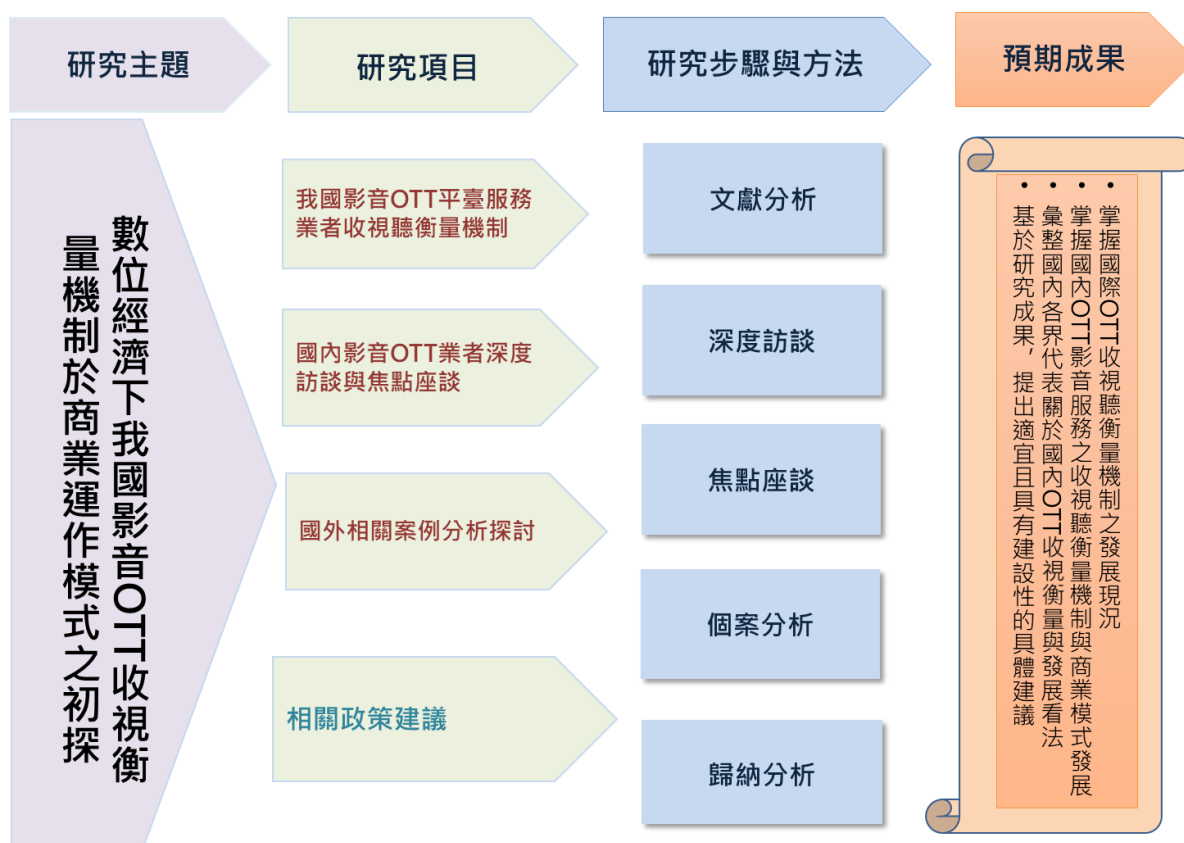 研究主題
研究項目
研究步驟與方法
預期成果
數位經濟下我國影音OTT收視衡
量機制於商業運作模式之初探
我國影音OTT平臺服務
業者收視聽衡量機制
國內影音OTT業者深度
訪談與焦點座談
國外相關案例分析探討
相關政策建議
文獻分析
深度訪談
焦點座談
個案分析
歸納分析
• 掌握國際OTT收視聽衡量機制之發展現況
• 掌握國內OTT影音服務之收視聽衡量機制與商業模式發展
• 彙整國內各界代表關於國內OTT收視衡量與發展看法
• 基於研究成果，提出適宜且具有建設性的具體建議